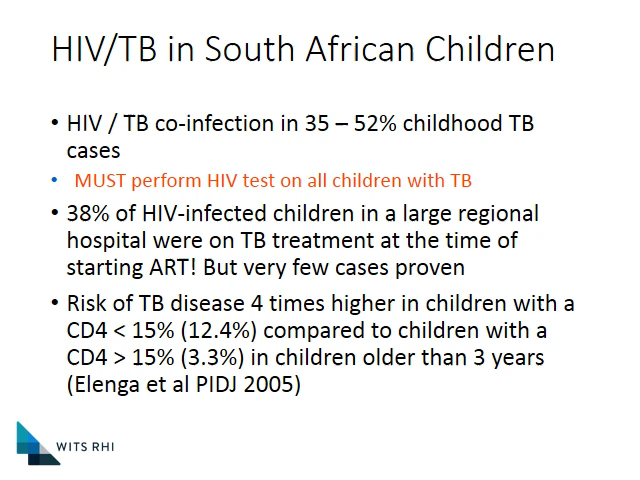 HIV/TB in South African Children
• HIV / TB co-infection in 35 – 52% childhood TB
cases
• MUST perform HIV test on all children with TB
• 38% of HIV-infected children in a large regional
hospital were on TB treatment at the time of
starting ART! But very few cases proven
• Risk of TB disease 4 times higher in children with a
CD4 < 15% (12.4%) compared to children with a
CD4 > 15% (3.3%) in children older than 3 years
(Elenga et al PIDJ 2005)
WITS RHI